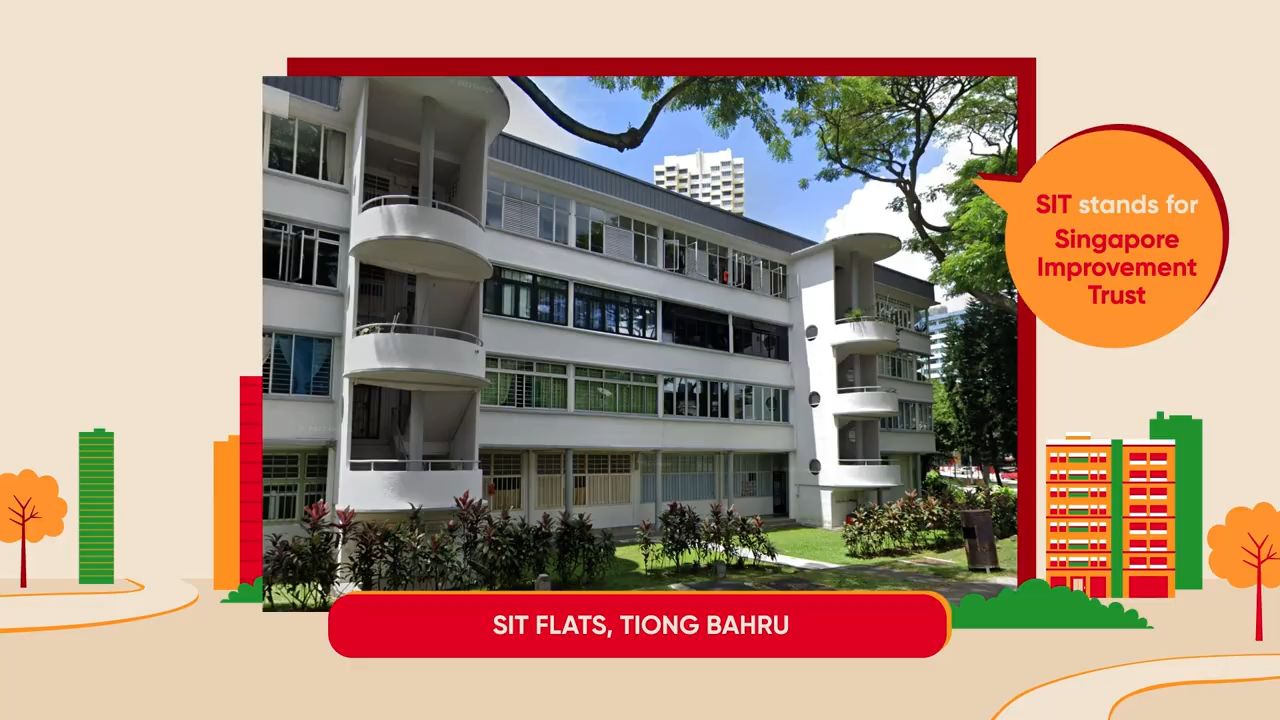 SIT stands for
Singapore
Improvement
Trust
SIT FLATS, TIONG BAHRU